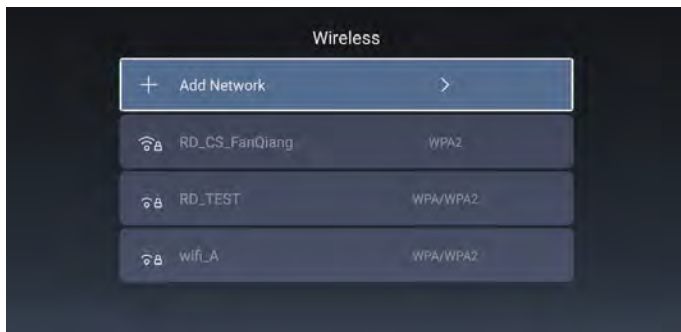 Wireless
Add Network
RD_CS_FanQiang WPA2
RD_TEST WPA/WPA2
wifi_A WPA/WPA2